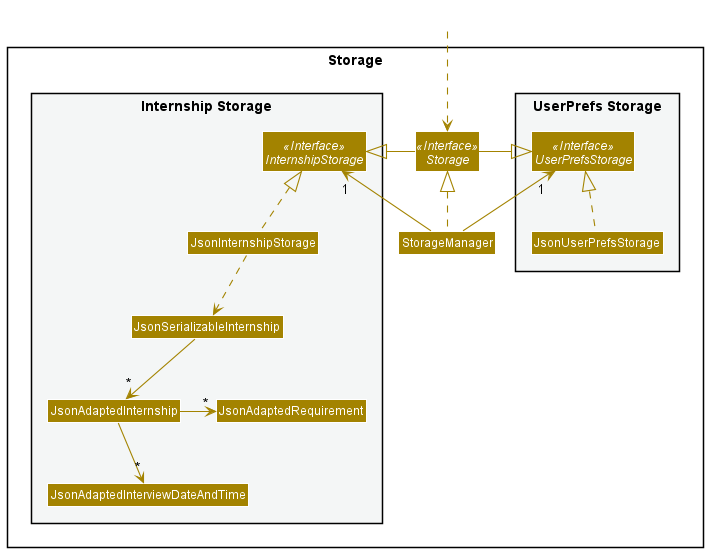 Storage
Internship Storage
UserPrefs Storage
«Interface»
InternshipStorage
«Interface»
Storage
«Interface»
UserPrefsStorage
1
1
JsonInternshipStorage
StorageManager
JsonUserPrefsStorage
JsonSerializableInternship
*
JsonAdaptedInternship
*
JsonAdaptedRequirement
*
JsonAdaptedInterviewDateAndTime